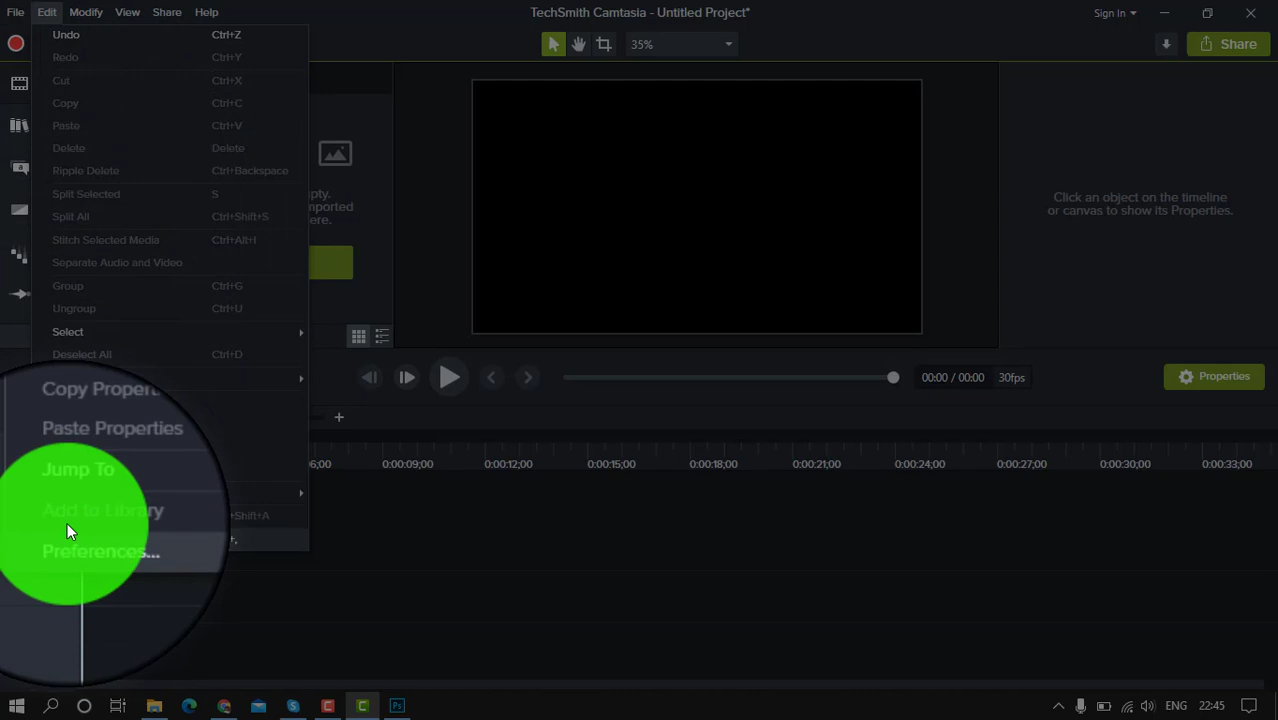 File Edit Modify View Share Help
TechSmith Camtasia - Untitled Project*
Sign In
Undo Ctrl+Z
Redo Ctrl+Y
Cut Ctrl+X
Copy Ctrl+C
Paste Ctrl+V
Delete Delete
Ripple Delete Ctrl+Backspace
Split Selected S
Split All Ctrl+Shift+S
Stitch Selected Media Ctrl+Alt+I
Separate Audio and Video
Group Ctrl+G
Ungroup Ctrl+U
Select
Deselect All Ctrl+D
Paste Properties
Jump To
Add to Library +Shift+A
Preferences...
35%
Share
Click an object on the timeline
or canvas to show its Properties.
00:00 / 00:00 30fps
Properties
0:00:09;00 0:00:12;00 0:00:15;00 0:00:18;00 0:00:21;00 0:00:24;00 0:00:27;00 0:00:30;00 0:00:33;00
Ps
ENG 22:45